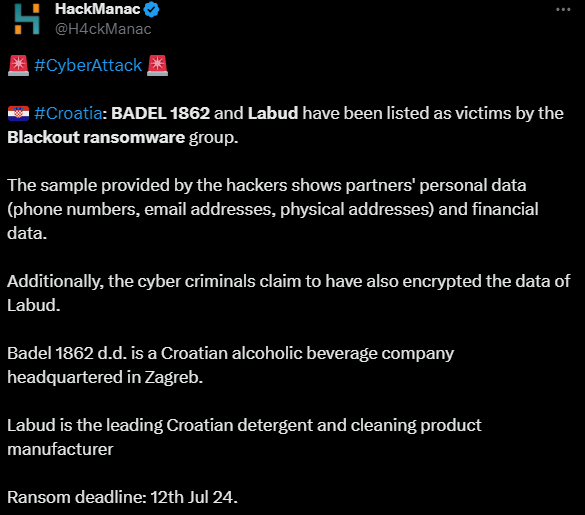 HackManac
@H4ckManac
🚨 #CyberAttack 🚨
🇭🇷 #Croatia: BADEL 1862 and Labud have been listed as victims by the
Blackout ransomware group.
The sample provided by the hackers shows partners' personal data
(phone numbers, email addresses, physical addresses) and financial
data.
Additionally, the cyber criminals claim to have also encrypted the data of
Labud.
Badel 1862 d.d. is a Croatian alcoholic beverage company
headquartered in Zagreb.
Labud is the leading Croatian detergent and cleaning product
manufacturer
Ransom deadline: 12th Jul 24.